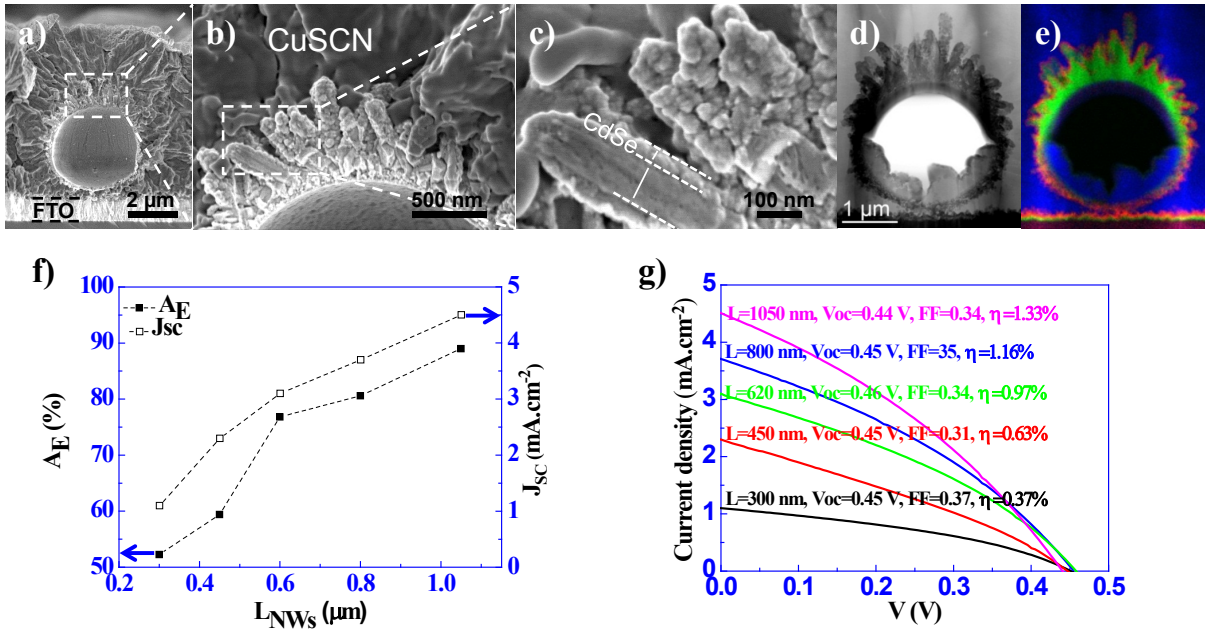 a)
FTO
2 µm
b)
CuSCN
500 nm
c)
CdSe
100 nm
d)
1 µm
e)
f)
A_E
Jsc
A_E (%)
100
90
80
70
60
50
5
4
3
2
1
0
J_SC (mA.cm⁻²)
0.2
0.4
0.6
0.8
1.0
L_NWs (µm)
g)
Current density (mA.cm⁻²)
5
4
3
2
1
0
L=1050 nm, Voc=0.44 V, FF=0.34, η=1.33%
L=800 nm, Voc=0.45 V, FF=35, η=1.16%
L=620 nm, Voc=0.46 V, FF=0.34, η=0.97%
L=450 nm, Voc=0.45 V, FF=0.31, η=0.63%
L=300 nm, Voc=0.45 V, FF=0.37, η=0.37%
0.0
0.1
0.2
0.3
0.4
0.5
V (V)